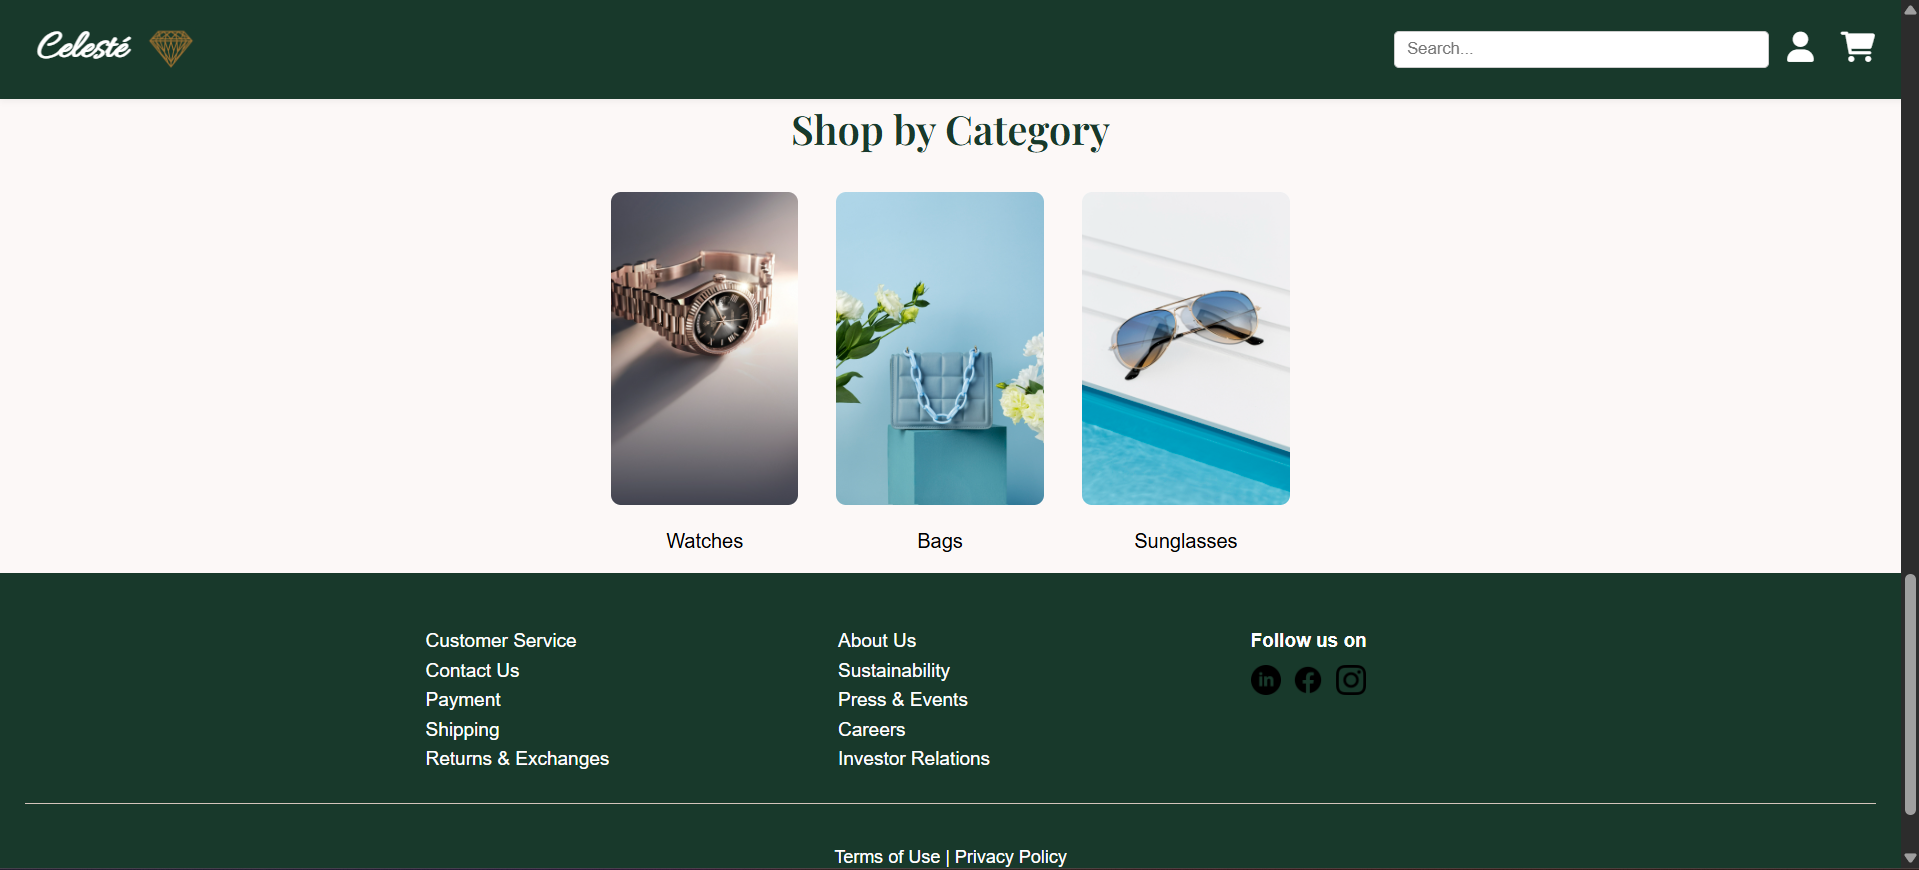 Celesté
Search...
Shop by Category
Watches
Bags
Sunglasses
Customer Service
Contact Us
Payment
Shipping
Returns & Exchanges
About Us
Sustainability
Press & Events
Careers
Investor Relations
Follow us on
in
Terms of Use | Privacy Policy